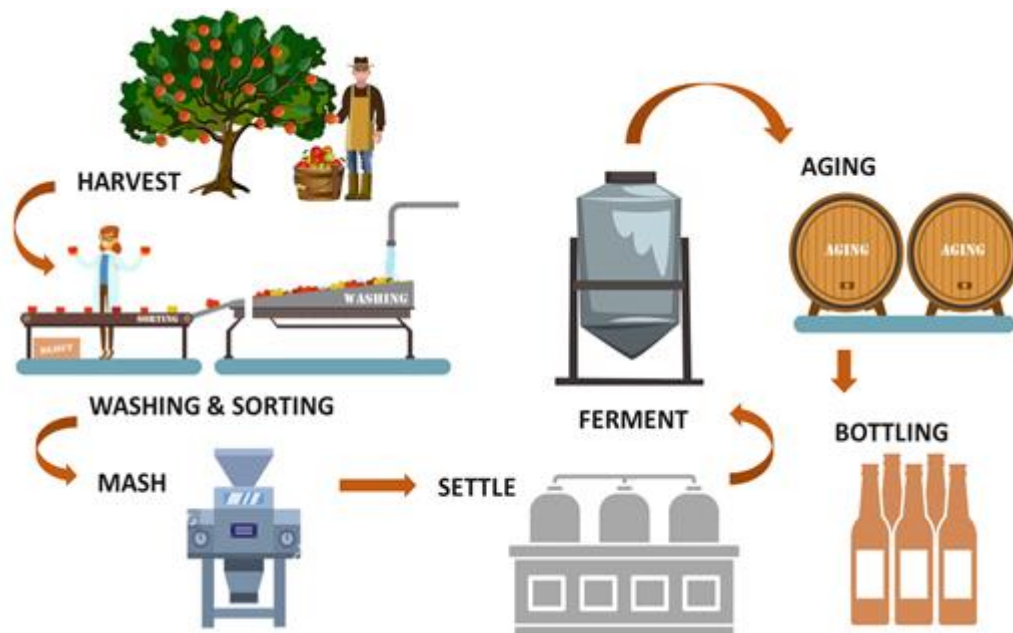 HARVEST
SORTING
WASHING
WASHING & SORTING
MASH
SETTLE
FERMENT
AGING
AGING
AGING
BOTTLING